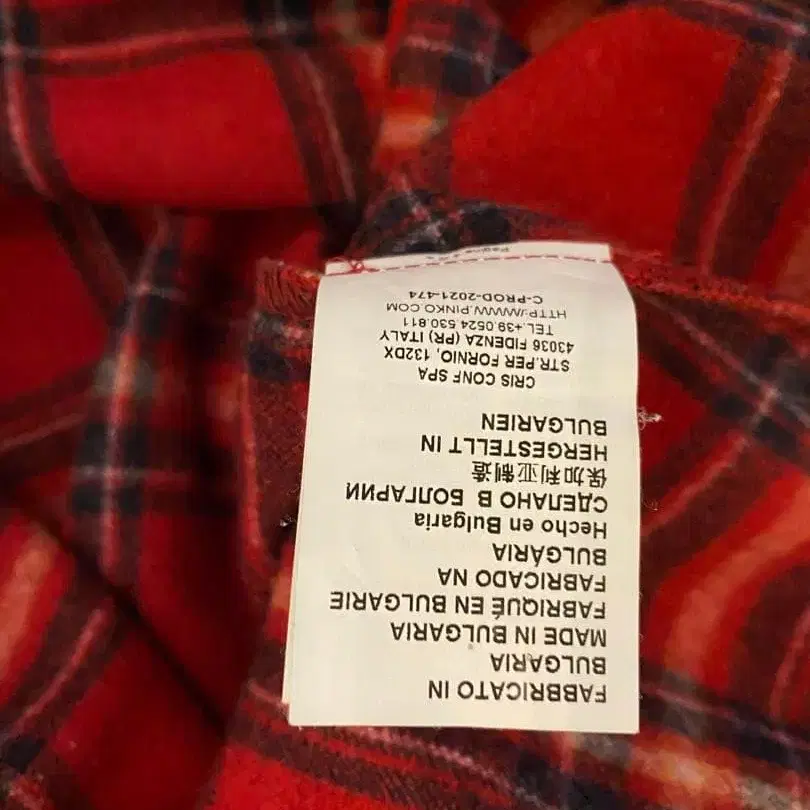 FABBRICATO IN
BULGARIA
MADE IN BULGARIA
FABRIQUÉ EN BULGARIE
FABRICADO NA
BULGÁRIA
Hecho en Bulgaria
СДЕЛАНО В БОЛГАРИИ
保加利亚制造
HERGESTELLT IN
BULGARIEN
CRIS CONF SPA
STR.PER FORNIO, 132DX
43036 FIDENZA (PR) ITALY
TEL+39.0524 530.811
HTTP://WWW.PINKO.COM
C-PROD-2021-474